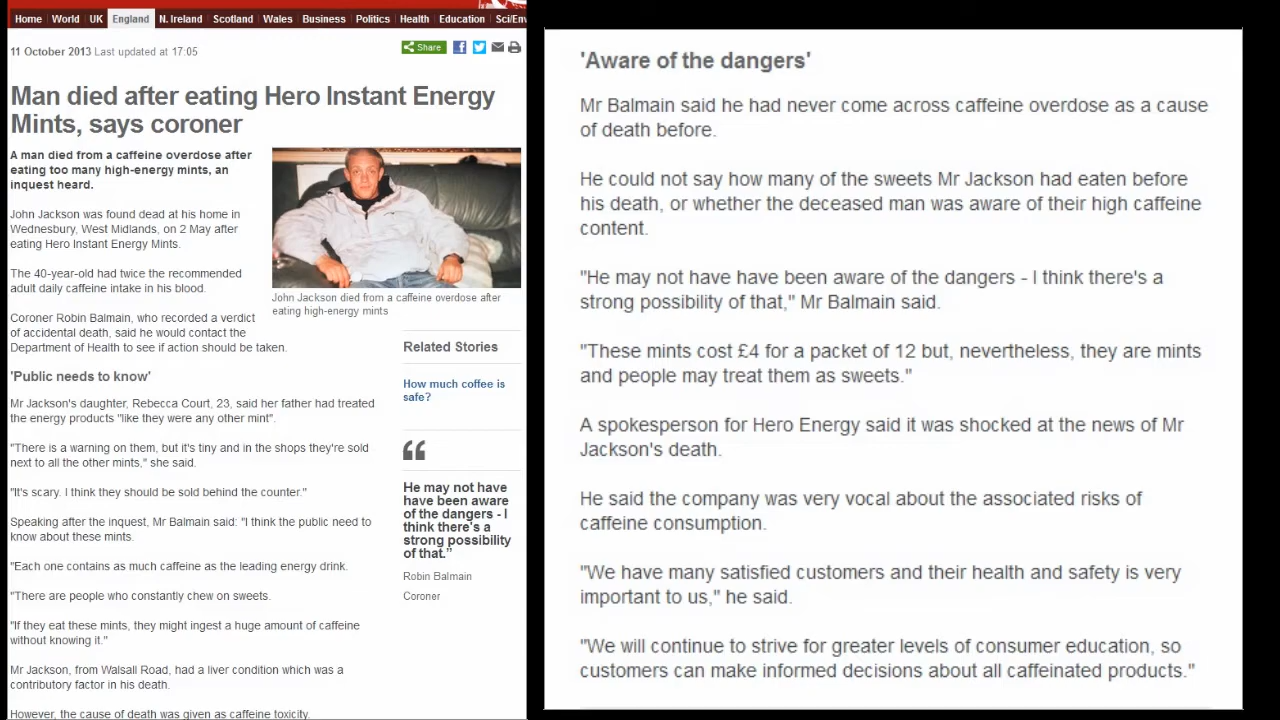 Home World UK England N. Ireland Scotland Wales Business Politics Health Education Sci/Env
11 October 2013 Last updated at 17:05
Share
Man died after eating Hero Instant Energy
Mints, says coroner
A man died from a caffeine overdose after
eating too many high-energy mints, an
inquest heard.
John Jackson was found dead at his home in
Wednesbury, West Midlands, on 2 May after
eating Hero Instant Energy Mints.
The 40-year-old had twice the recommended
adult daily caffeine intake in his blood.
Coroner Robin Balmain, who recorded a verdict
of accidental death, said he would contact the
Department of Health to see if action should be taken.
'Public needs to know'
Mr Jackson's daughter, Rebecca Court, 23, said her father had treated
the energy products "like they were any other mint".
"There is a warning on them, but it's tiny and in the shops they're sold
next to all the other mints," she said.
"It's scary. I think they should be sold behind the counter."
Speaking after the inquest, Mr Balmain said: "I think the public need to
know about these mints.
"Each one contains as much caffeine as the leading energy drink.
"There are people who constantly chew on sweets.
"If they eat these mints, they might ingest a huge amount of caffeine
without knowing it."
Mr Jackson, from Walsall Road, had a liver condition which was a
contributory factor in his death.
However, the cause of death was given as caffeine toxicity.
John Jackson died from a caffeine overdose after
eating high-energy mints
Related Stories
How much coffee is
safe?
“
He may not have
have been aware
of the dangers - I
think there's a
strong possibility
of that.”
Robin Balmain
Coroner
'Aware of the dangers'
Mr Balmain said he had never come across caffeine overdose as a cause
of death before.
He could not say how many of the sweets Mr Jackson had eaten before
his death, or whether the deceased man was aware of their high caffeine
content.
"He may not have have been aware of the dangers - I think there's a
strong possibility of that," Mr Balmain said.
"These mints cost £4 for a packet of 12 but, nevertheless, they are mints
and people may treat them as sweets."
A spokesperson for Hero Energy said it was shocked at the news of Mr
Jackson's death.
He said the company was very vocal about the associated risks of
caffeine consumption.
"We have many satisfied customers and their health and safety is very
important to us," he said.
"We will continue to strive for greater levels of consumer education, so
customers can make informed decisions about all caffeinated products."